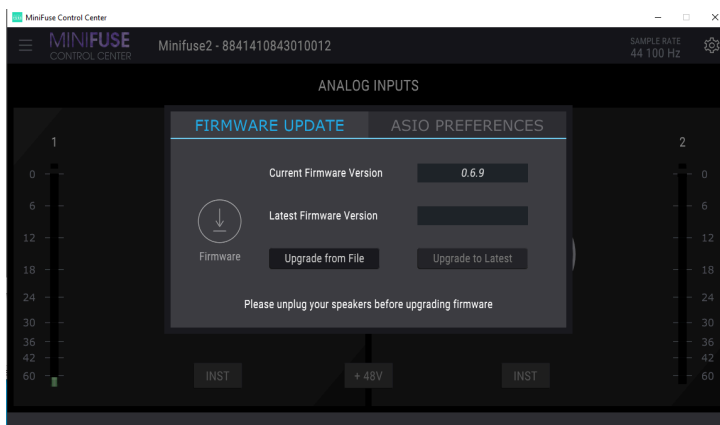 MiniFuse Control Center
MINIFUSE
CONTROL CENTER
Minifuse2 - 8841410843010012
SAMPLE RATE
44 100 Hz
ANALOG INPUTS
FIRMWARE UPDATE
ASIO PREFERENCES
Current Firmware Version
0.6.9
Latest Firmware Version
Firmware
Upgrade from File
Upgrade to Latest
Please unplug your speakers before upgrading firmware
1
0
6
12
18
24
30
36
42
60
2
0
6
12
18
24
30
36
42
60
INST
+ 48V
INST